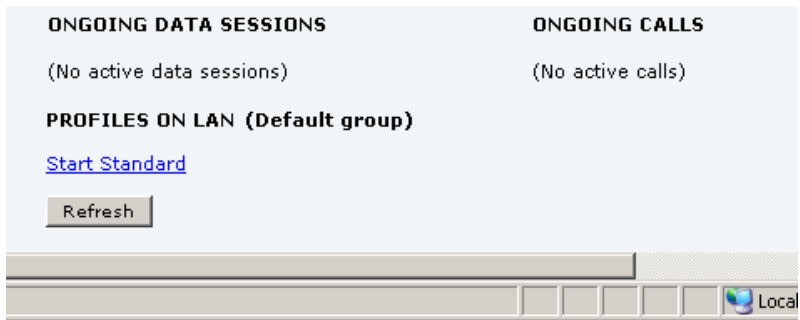 ONGOING DATA SESSIONS ONGOING CALLS
(No active data sessions) (No active calls)
PROFILES ON LAN (Default group)
Start Standard
Refresh
Local